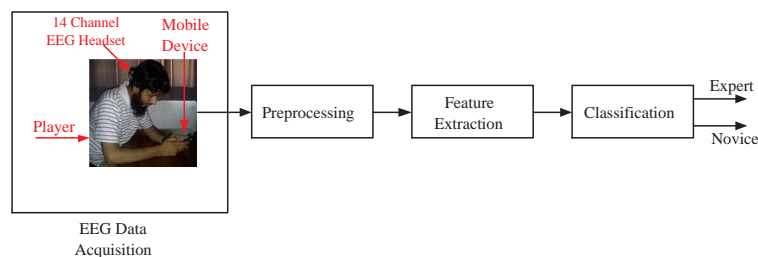 14 Channel
EEG Headset
Mobile
Device
Player
EEG Data
Acquisition
Preprocessing
Feature
Extraction
Classification
Expert
Novice